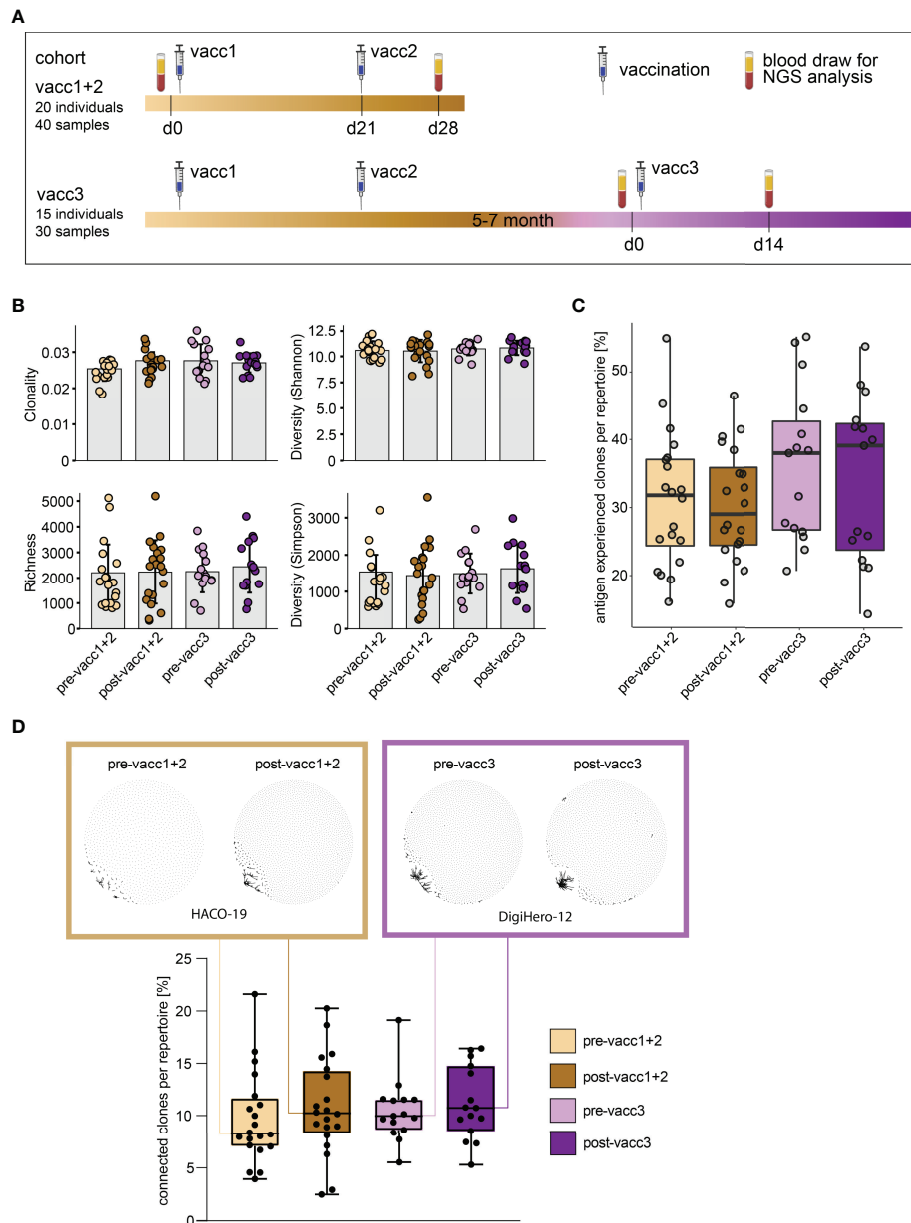 A
cohort
vacc1+2
20 individuals
40 samples
vacc1
vacc2
vaccination
blood draw for
NGS analysis
d0
d21
d28
vacc3
15 individuals
30 samples
vacc1
vacc2
vacc3
5-7 month
d0
d14
B
Clonality
0.03
0.02
0.01
0
Diversity (Shannon)
12.5
10.0
7.5
5.0
2.5
0
Richness
5000
4000
3000
2000
1000
0
Diversity (Simpson)
3000
2000
1000
0
pre-vacc1+2
post-vacc1+2
pre-vacc3
post-vacc3
pre-vacc1+2
post-vacc1+2
pre-vacc3
post-vacc3
C
antigen experienced clones per repertoire [%]
50
40
30
20
pre-vacc1+2
post-vacc1+2
pre-vacc3
post-vacc3
D
pre-vacc1+2
post-vacc1+2
HACO-19
pre-vacc3
post-vacc3
DigiHero-12
connected clones per repertoire [%]
25
20
15
10
5
0
pre-vacc1+2
post-vacc1+2
pre-vacc3
post-vacc3